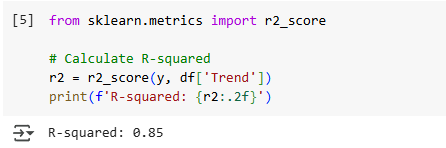 [5] from sklearn.metrics import r2_score
# Calculate R-squared
r2 = r2_score(y, df['Trend'])
print(f'R-squared: {r2:.2f}')
R-squared: 0.85